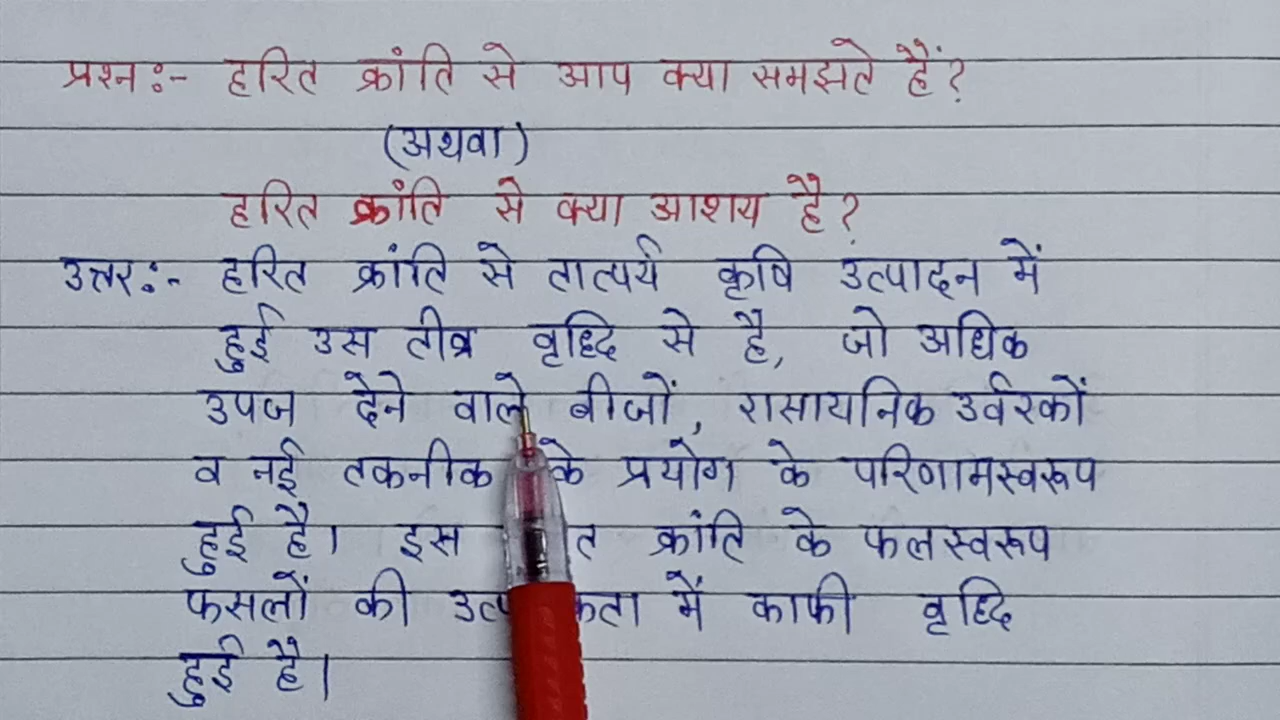 प्रश्न:- हरित क्रांति से आप क्या समझते हैं?
(अथवा)
हरित क्रांति से क्या आशय है?
उत्तर:- हरित क्रांति से तात्पर्य कृषि उत्पादन में
हुई उस तीव्र वृद्धि से है, जो अधिक
उपज देने वाले बीजों, रासायनिक उर्वरकों
व नई तकनीक के प्रयोग के परिणामस्वरूप
हुई है। इस क्रांति के फलस्वरूप
फसलों की में काफी वृद्धि
हुई है।